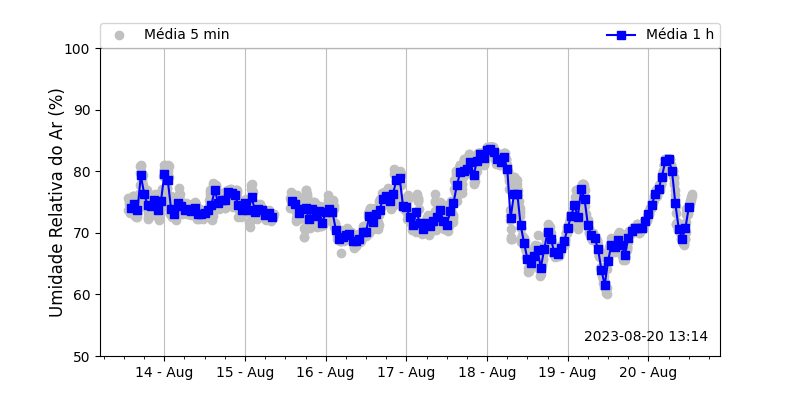 Média 5 min
Média 1 h
Umidade Relativa do Ar (%)
100
90
80
70
60
50
2023-08-20 13:14
14 - Aug
15 - Aug
16 - Aug
17 - Aug
18 - Aug
19 - Aug
20 - Aug